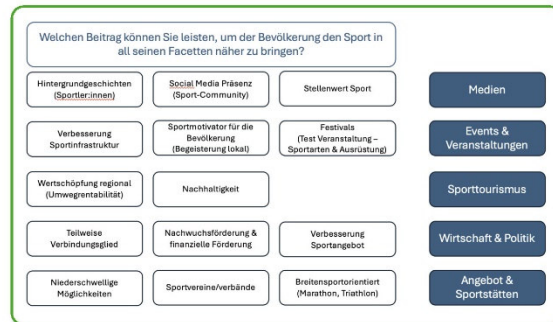 Welchen Beitrag können Sie leisten, um der Bevölkerung den Sport in
all seinen Facetten näher zu bringen?
Hintergrundgeschichten
(Sportler:innen)
Social Media Präsenz
(Sport-Community)
Stellenwert Sport
Medien
Verbesserung
Sportinfrastruktur
Sportmotivator für die
Bevölkerung
(Begeisterung lokal)
Festivals
(Test Veranstaltung –
Sportarten & Ausrüstung)
Events &
Veranstaltungen
Wertschöpfung regional
(Umwegrentabilität)
Nachhaltigkeit
Sporttourismus
Teilweise
Verbindungsglied
Nachwuchsförderung &
finanzielle Förderung
Verbesserung
Sportangebot
Wirtschaft & Politik
Niederschwellige
Möglichkeiten
Sportvereine/verbände
Breitensportorientiert
(Marathon, Triathlon)
Angebot &
Sportstätten